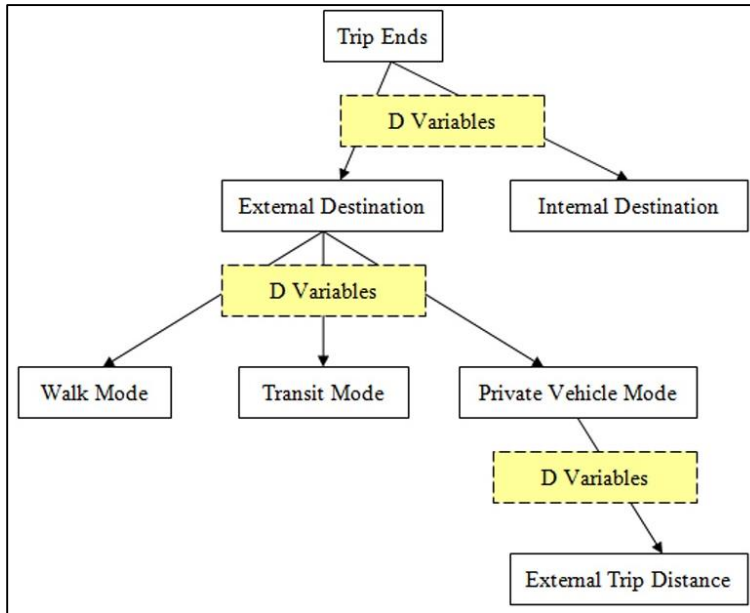 Trip Ends
D Variables
External Destination
Internal Destination
D Variables
Walk Mode
Transit Mode
Private Vehicle Mode
D Variables
External Trip Distance